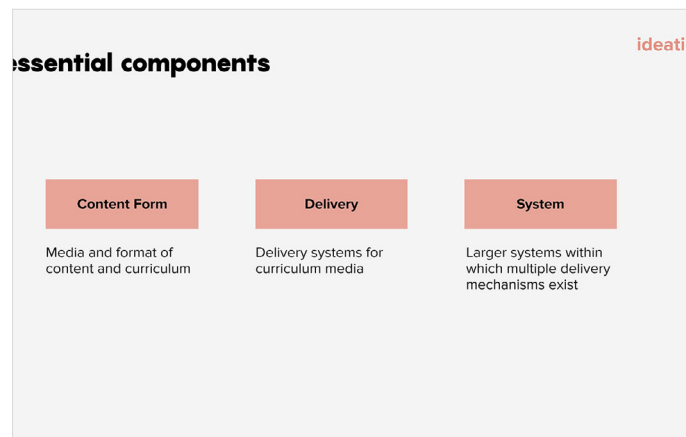 ideati
essential components
Content Form
Delivery
System
Media and format of
content and curriculum
Delivery systems for
curriculum media
Larger systems within
which multiple delivery
mechanisms exist